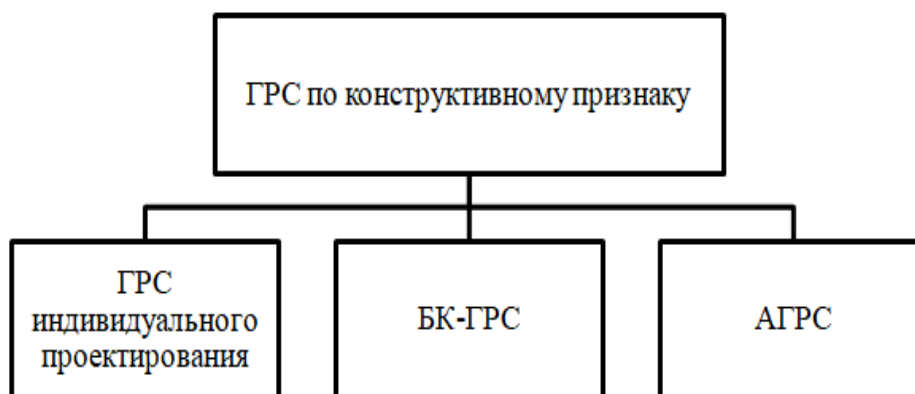 ГРС по конструктивному признаку
ГРС
индивидуального
проектирования
БК-ГРС
АГРС